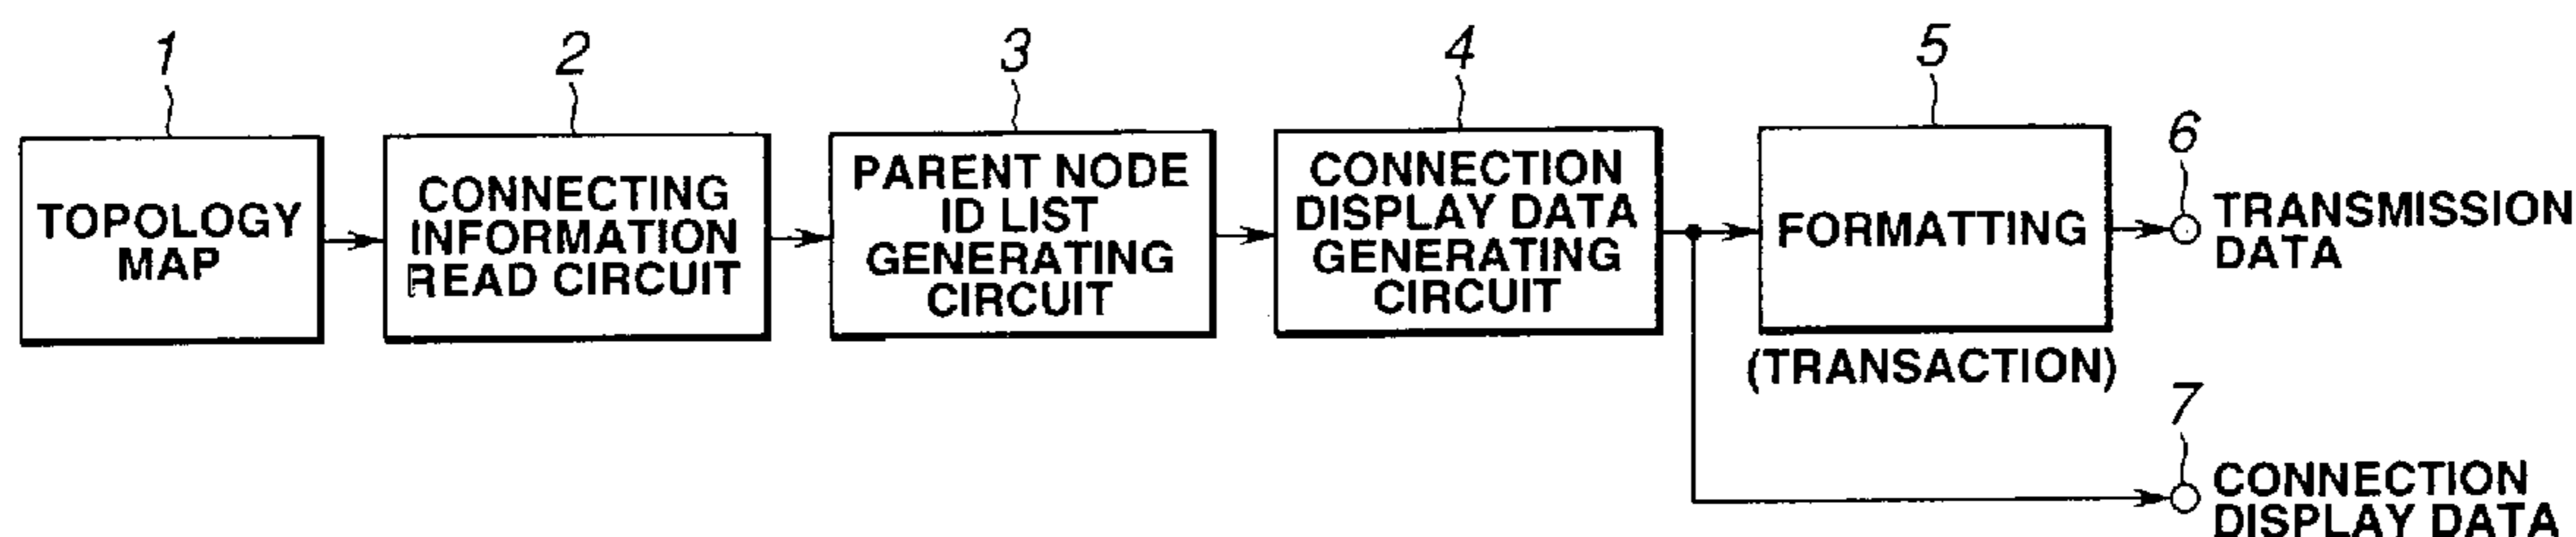 1
2
3
4
5
6
7
TOPOLOGY
MAP
CONNECTING
INFORMATION
READ CIRCUIT
PARENT NODE
ID LIST
GENERATING
CIRCUIT
CONNECTION
DISPLAY DATA
GENERATING
CIRCUIT
FORMATTING
(TRANSACTION)
TRANSMISSION
DATA
CONNECTION
DISPLAY DATA